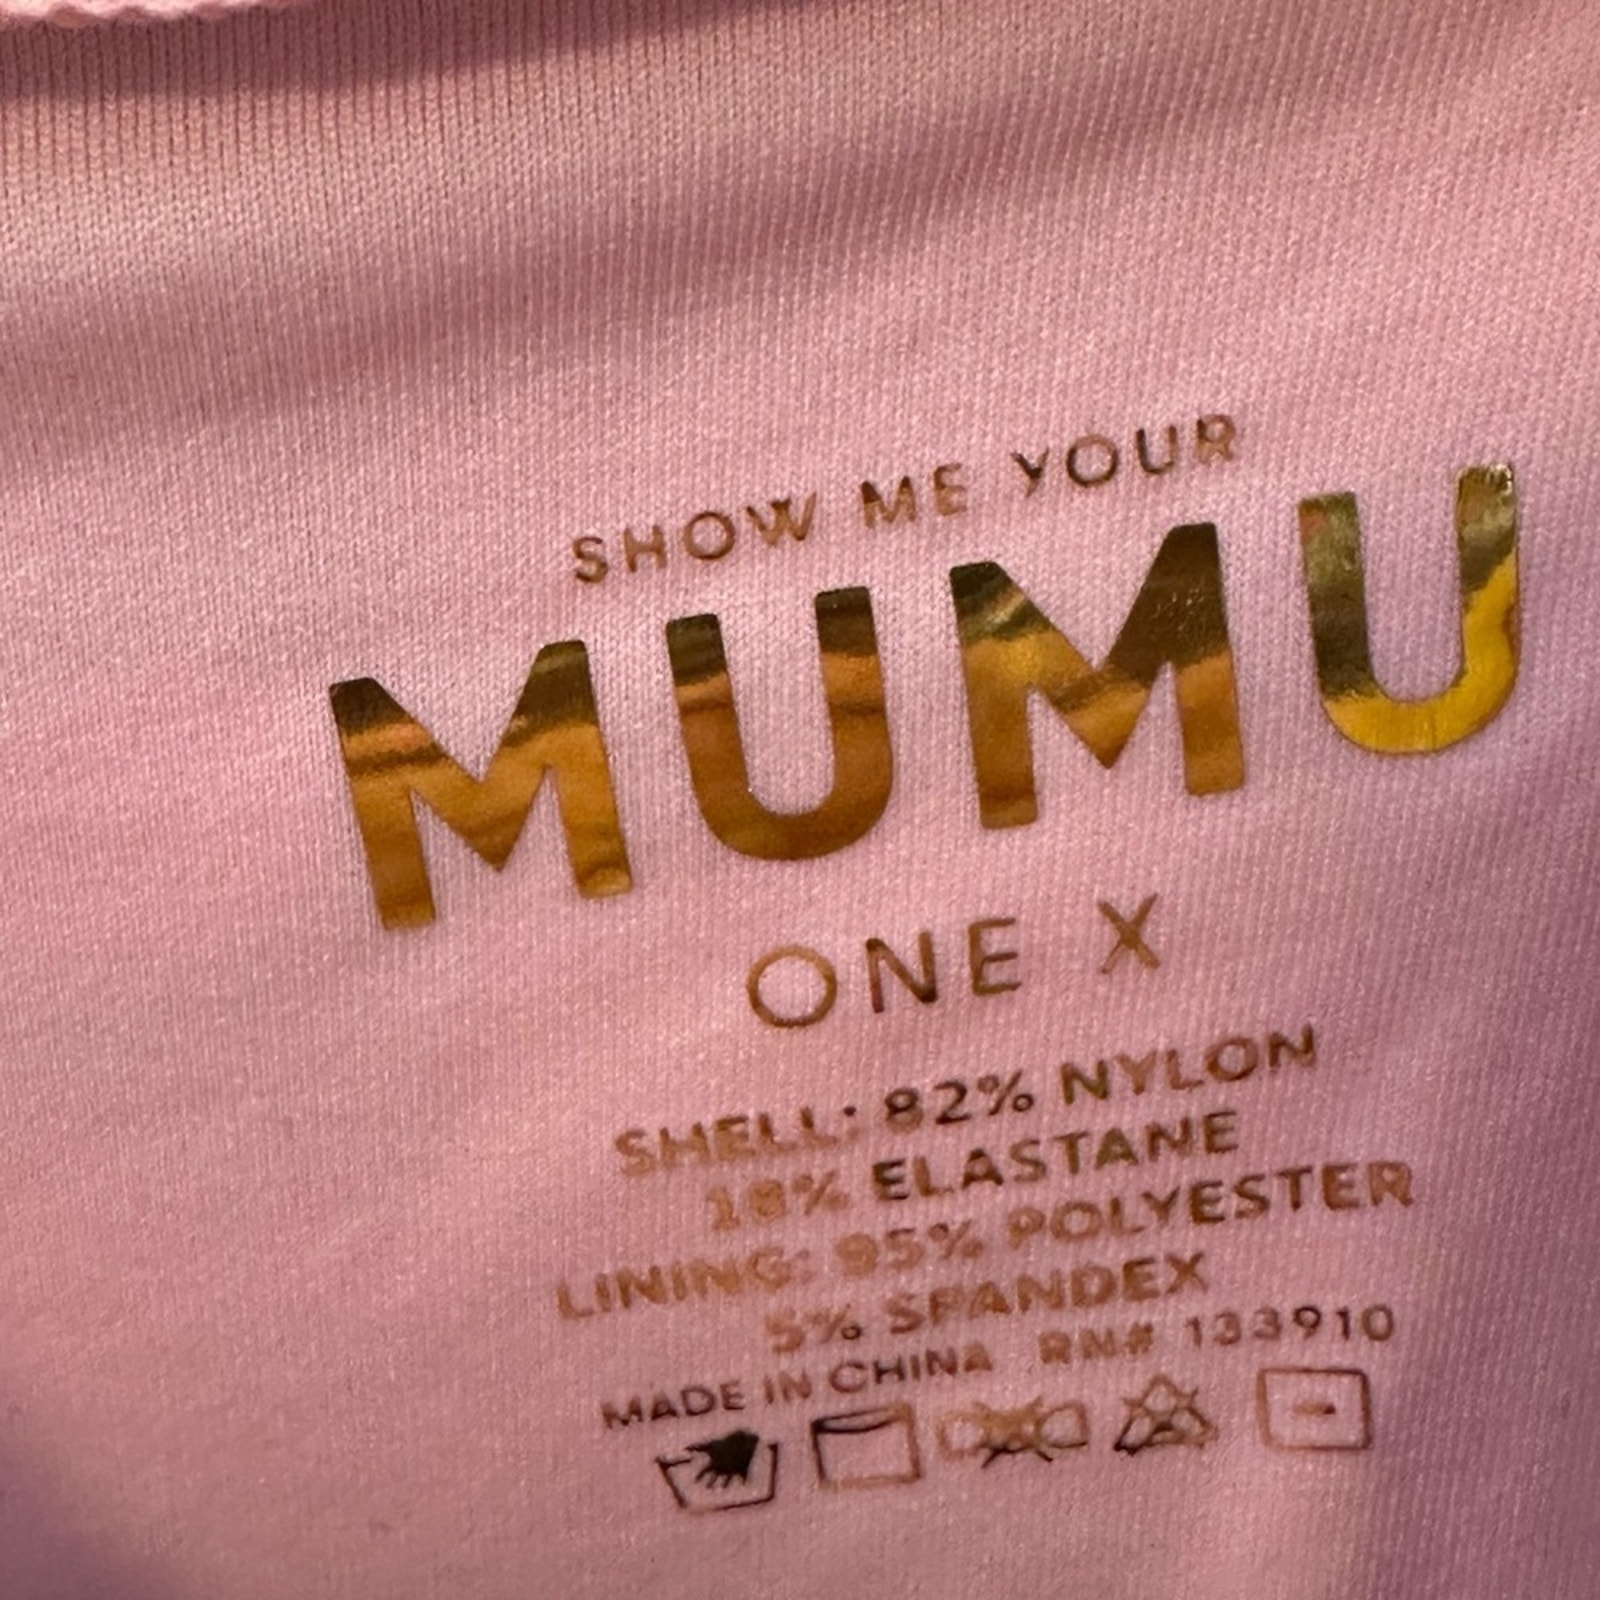 SHOW ME YOUR
MUMU
ONE X
SHELL: 82% NYLON
18% ELASTANE
LINING: 95% POLYESTER
5% SPANDEX
MADE IN CHINA RN# 133910